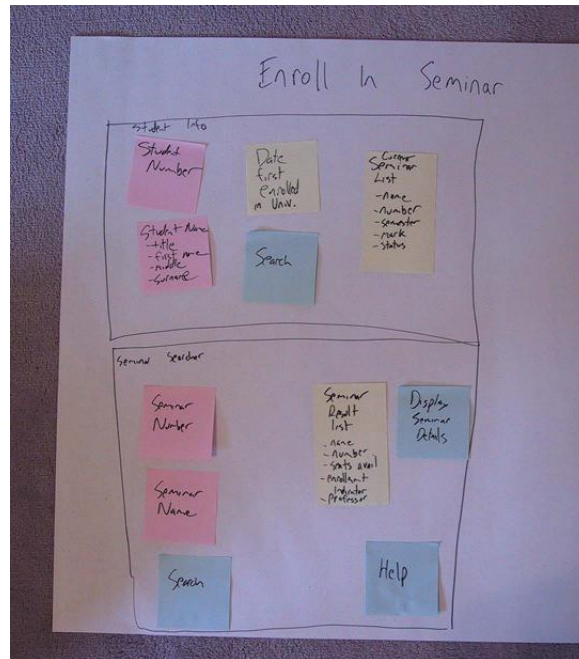 Enroll In Seminar
Student Info
Student
Number
Date
first
enrolled
in Univ.
Seminar
List
-name
-number
-semester
-mark
-status
Student Name
-title
-first name
-middle
-surname
Search
Seminar Searcher
Seminar
Number
Seminar
Result
list
-name
-number
-seats avail
-enrollment
indicator
-professor
Display
Seminar
Details
Seminar
Name
Search
Help